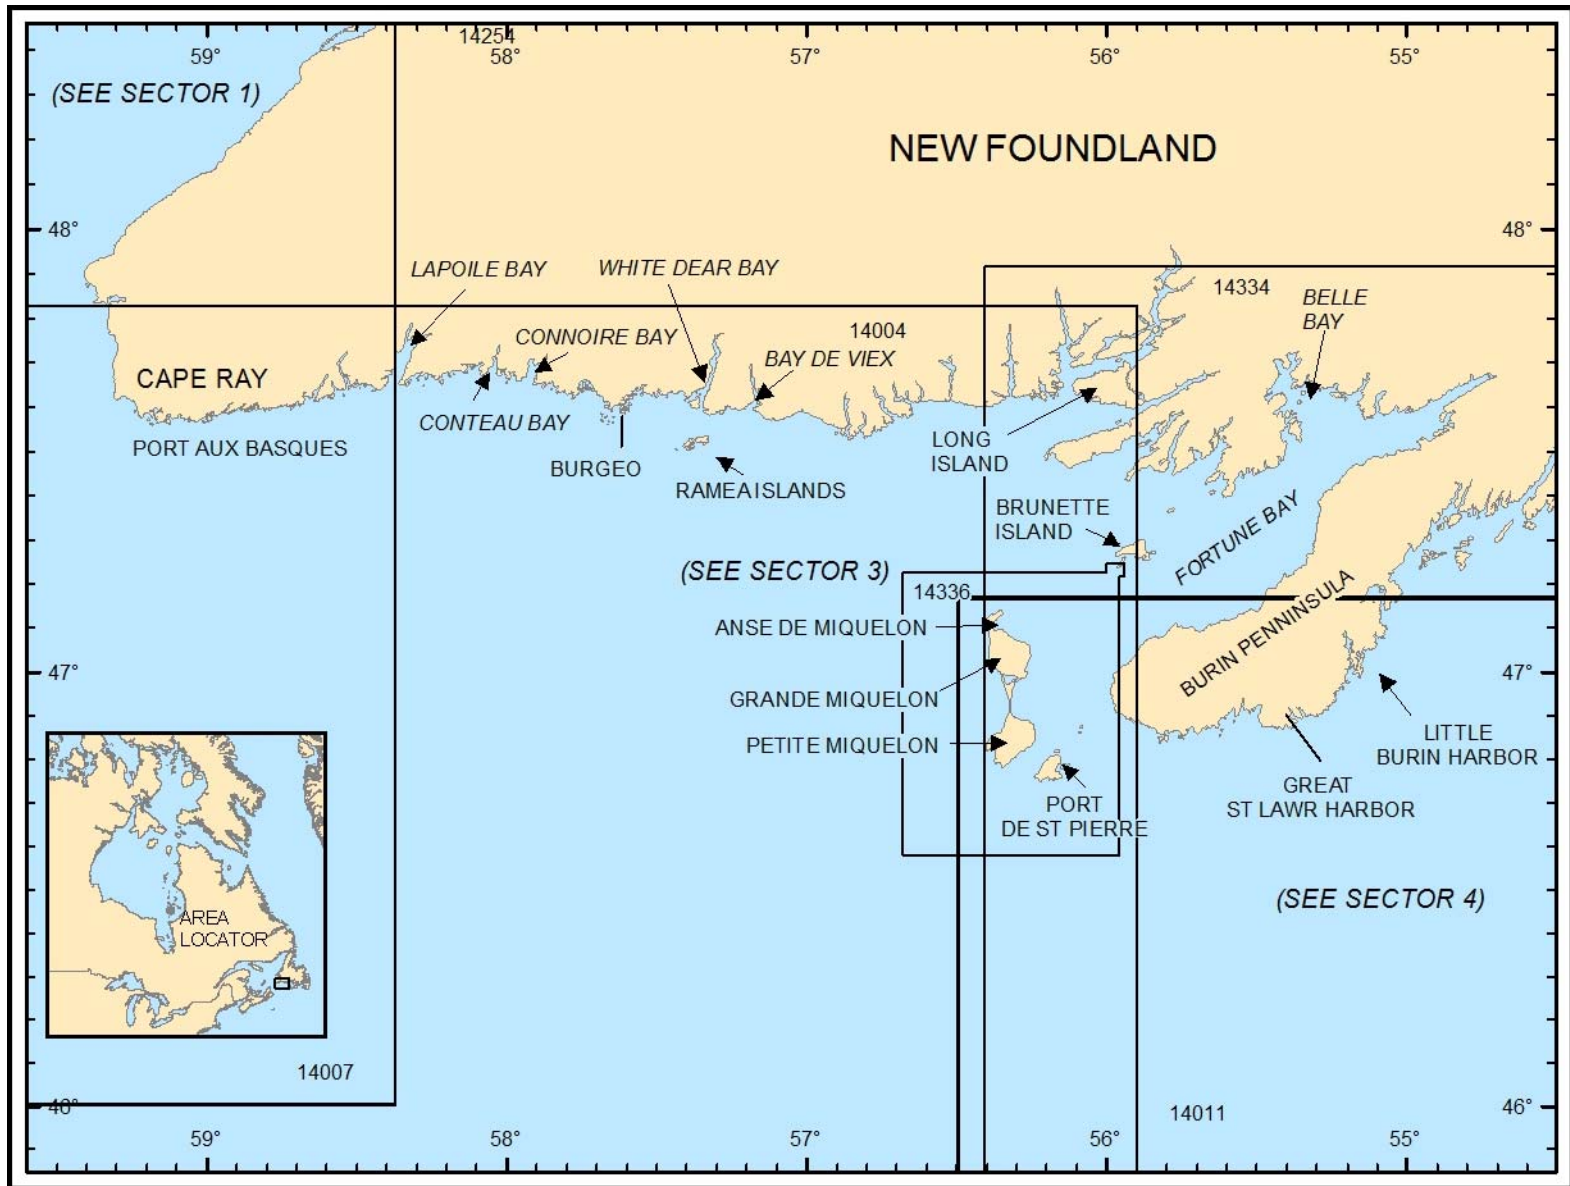 14254
59°
58°
57°
56°
55°
(SEE SECTOR 1)
NEW FOUNDLAND
48°
48°
LAPOILE BAY
WHITE DEAR BAY
14334
BELLE
BAY
CONNOIRE BAY
14004
BAY DE VIEX
CAPE RAY
CONTEAU BAY
PORT AUX BASQUES
BURGEO
RAMEA ISLANDS
LONG
ISLAND
BRUNETTE
ISLAND
FORTUNE BAY
(SEE SECTOR 3)
14336
ANSE DE MIQUELON
BURIN PENNINSULA
47°
47°
GRANDE MIQUELON
PETITE MIQUELON
LITTLE
BURIN HARBOR
GREAT
ST LAWR HARBOR
PORT
DE ST PIERRE
(SEE SECTOR 4)
AREA
LOCATOR
14007
46°
46°
14011
59°
58°
57°
56°
55°